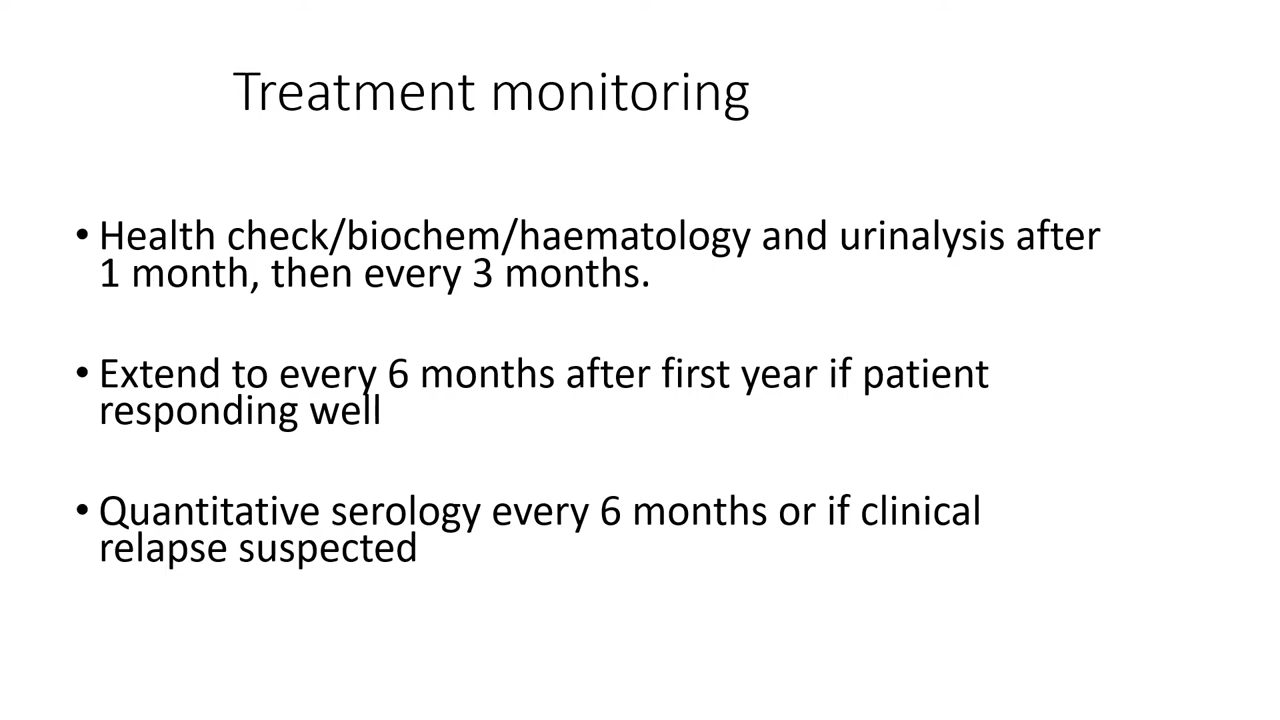 Treatment monitoring
• Health check/biochem/haematology and urinalysis after
1 month, then every 3 months.
• Extend to every 6 months after first year if patient
responding well
• Quantitative serology every 6 months or if clinical
relapse suspected